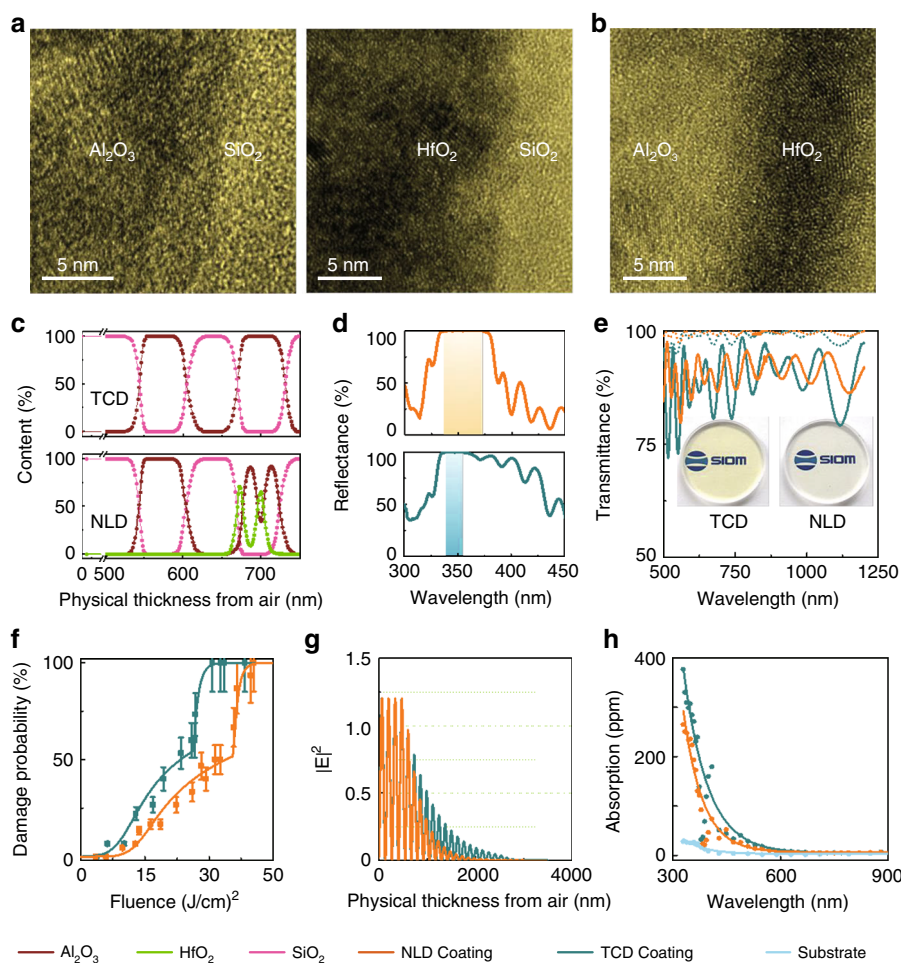 a
b
Al₂O₃ SiO₂
HfO₂ SiO₂
Al₂O₃ HfO₂
5 nm
5 nm
5 nm
c
100
50
0
TCD
100
50
0
NLD
Content (%)
0 500 600 700
Physical thickness from air (nm)
d
100
50
0
100
50
0
Reflectance (%)
300 350 400 450
Wavelength (nm)
e
100
75
50
Transmittance (%)
SIOM SIOM
TCD NLD
500 750 1000 1250
Wavelength (nm)
f
100
50
0
Damage probability (%)
0 15 30 45 50
Fluence (J/cm)²
g
1.5
1.0
0.5
0
|E|²
0 2000 4000
Physical thickness from air (nm)
h
400
200
0
Absorption (ppm)
300 600 900
Wavelength (nm)
Al₂O₃ HfO₂ SiO₂ NLD Coating TCD Coating Substrate